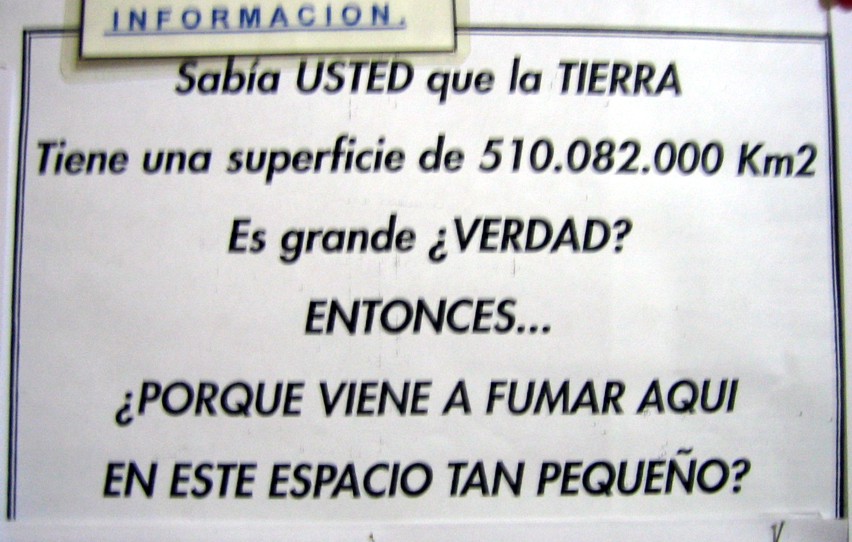 INFORMACION.
Sabía USTED que la TIERRA
Tiene una superficie de 510.082.000 Km2
Es grande ¿VERDAD?
ENTONCES...
¿PORQUE VIENE A FUMAR AQUI
EN ESTE ESPACIO TAN PEQUEÑO?